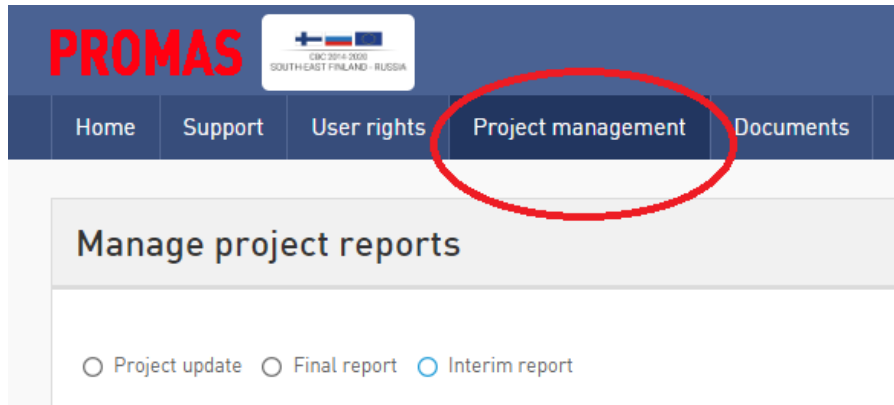 PROMAS
CBC 2014-2020
SOUTH-EAST FINLAND - RUSSIA
Home Support User rights Project management Documents
Manage project reports
Project update Final report Interim report